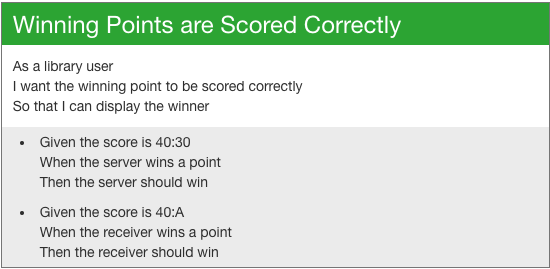 Winning Points are Scored Correctly
As a library user
I want the winning point to be scored correctly
So that I can display the winner
• Given the score is 40:30
When the server wins a point
Then the server should win
• Given the score is 40:A
When the receiver wins a point
Then the receiver should win